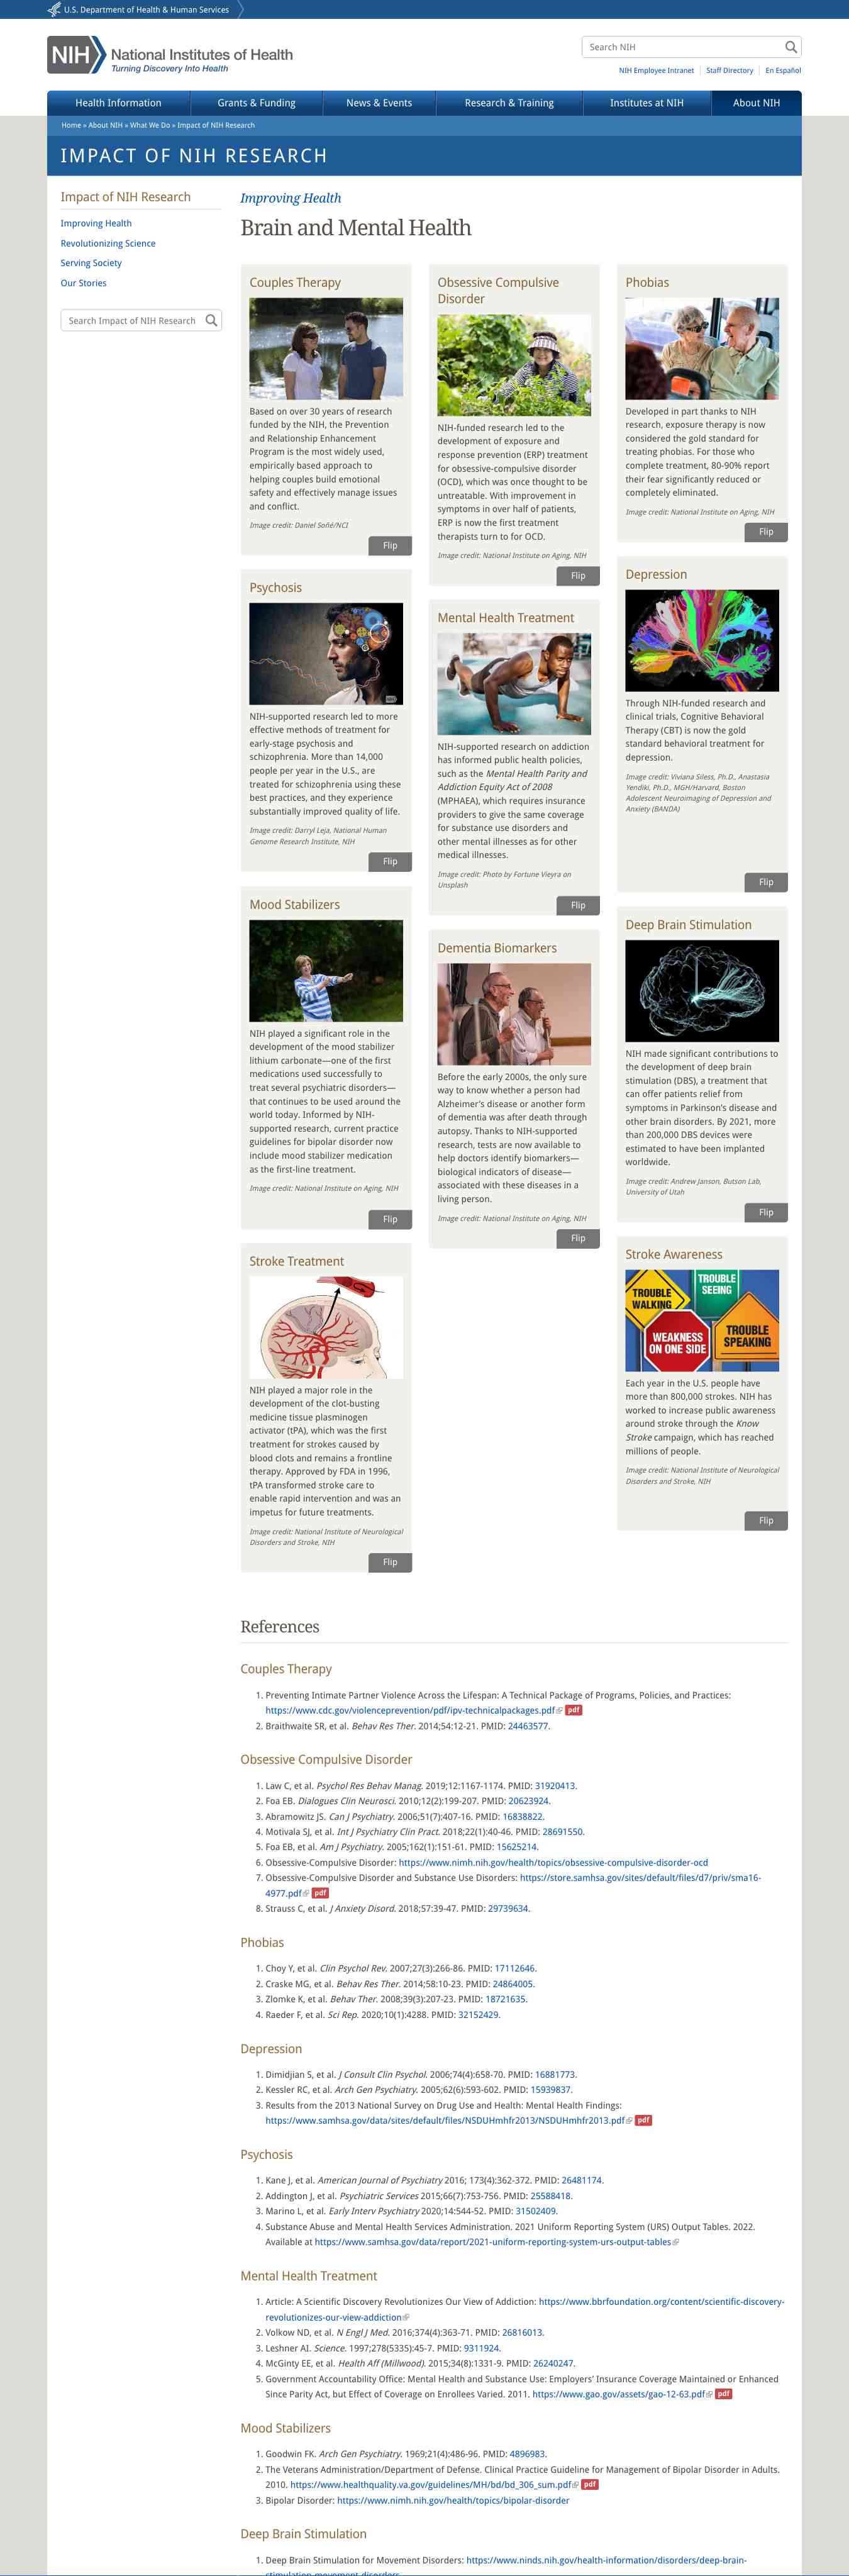 U.S. Department of Health & Human Services
NIH National Institutes of Health
Turning Discovery Into Health
Search NIH
NIH Employee Intranet
Staff Directory
En Español
Health Information
Grants & Funding
News & Events
Research & Training
Institutes at NIH
About NIH
Home » About NIH » What We Do » Impact of NIH Research
IMPACT OF NIH RESEARCH
Impact of NIH Research
Improving Health
Revolutionizing Science
Serving Society
Our Stories
Search Impact of NIH Research
Improving Health
Brain and Mental Health
Couples Therapy
Based on over 30 years of research
funded by the NIH, the Prevention
and Relationship Enhancement
Program is the most widely used,
empirically based approach to
helping couples build emotional
safety and effectively manage issues
and conflict.
Image credit: Daniel Soñé/NCI
Flip
Psychosis
NIH
NIH-supported research led to more
effective methods of treatment for
early-stage psychosis and
schizophrenia. More than 14,000
people per year in the U.S., are
treated for schizophrenia using these
best practices, and they experience
substantially improved quality of life.
Image credit: Darryl Leja, National Human
Genome Research Institute, NIH
Flip
Mood Stabilizers
NIH played a significant role in the
development of the mood stabilizer
lithium carbonate—one of the first
medications used successfully to
treat several psychiatric disorders—
that continues to be used around the
world today. Informed by NIH-
supported research, current practice
guidelines for bipolar disorder now
include mood stabilizer medication
as the first-line treatment.
Image credit: National Institute on Aging, NIH
Flip
Stroke Treatment
NIH played a major role in the
development of the clot-busting
medicine tissue plasminogen
activator (tPA), which was the first
treatment for strokes caused by
blood clots and remains a frontline
therapy. Approved by FDA in 1996,
tPA transformed stroke care to
enable rapid intervention and was an
impetus for future treatments.
Image credit: National Institute of Neurological
Disorders and Stroke, NIH
Flip
Obsessive Compulsive
Disorder
NIH-funded research led to the
development of exposure and
response prevention (ERP) treatment
for obsessive-compulsive disorder
(OCD), which was once thought to be
untreatable. With improvement in
symptoms in over half of patients,
ERP is now the first treatment
therapists turn to for OCD.
Image credit: National Institute on Aging, NIH
Flip
Mental Health Treatment
NIH-supported research on addiction
has informed public health policies,
such as the Mental Health Parity and
Addiction Equity Act of 2008
(MPHAEA), which requires insurance
providers to give the same coverage
for substance use disorders and
other mental illnesses as for other
medical illnesses.
Image credit: Photo by Fortune Vieyra on
Unsplash
Flip
Dementia Biomarkers
Before the early 2000s, the only sure
way to know whether a person had
Alzheimer's disease or another form
of dementia was after death through
autopsy. Thanks to NIH-supported
research, tests are now available to
help doctors identify biomarkers—
biological indicators of disease—
associated with these diseases in a
living person.
Image credit: National Institute on Aging, NIH
Flip
Phobias
Developed in part thanks to NIH
research, exposure therapy is now
considered the gold standard for
treating phobias. For those who
complete treatment, 80-90% report
their fear significantly reduced or
completely eliminated.
Image credit: National Institute on Aging, NIH
Flip
Depression
Through NIH-funded research and
clinical trials, Cognitive Behavioral
Therapy (CBT) is now the gold
standard behavioral treatment for
depression.
Image credit: Viviana Siless, Ph.D., Anastasia
Yendiki, Ph.D., MGH/Harvard, Boston
Adolescent Neuroimaging of Depression and
Anxiety (BANDA)
Flip
Deep Brain Stimulation
NIH made significant contributions to
the development of deep brain
stimulation (DBS), a treatment that
can offer patients relief from
symptoms in Parkinson's disease and
other brain disorders. By 2021, more
than 200,000 DBS devices were
estimated to have been implanted
worldwide.
Image credit: Andrew Janson, Butson Lab,
University of Utah
Flip
Stroke Awareness
TROUBLE
WALKING
TROUBLE
SEEING
WEAKNESS
ON ONE SIDE
TROUBLE
SPEAKING
Each year in the U.S. people have
more than 800,000 strokes. NIH has
worked to increase public awareness
around stroke through the Know
Stroke campaign, which has reached
millions of people.
Image credit: National Institute of Neurological
Disorders and Stroke, NIH
Flip
References
Couples Therapy
1. Preventing Intimate Partner Violence Across the Lifespan: A Technical Package of Programs, Policies, and Practices:
https://www.cdc.gov/violenceprevention/pdf/ipv-technicalpackages.pdf pdf
2. Braithwaite SR, et al. Behav Res Ther. 2014;54:12-21. PMID: 24463577.
Obsessive Compulsive Disorder
1. Law C, et al. Psychol Res Behav Manag. 2019;12:1167-1174. PMID: 31920413.
2. Foa EB. Dialogues Clin Neurosci. 2010;12(2):199-207. PMID: 20623924.
3. Abramowitz JS. Can J Psychiatry. 2006;51(7):407-16. PMID: 16838822.
4. Motivala SJ, et al. Int J Psychiatry Clin Pract. 2018;22(1):40-46. PMID: 28691550.
5. Foa EB, et al. Am J Psychiatry. 2005;162(1):151-61. PMID: 15625214.
6. Obsessive-Compulsive Disorder: https://www.nimh.nih.gov/health/topics/obsessive-compulsive-disorder-ocd
7. Obsessive-Compulsive Disorder and Substance Use Disorders: https://store.samhsa.gov/sites/default/files/d7/priv/sma16-
4977.pdf pdf
8. Strauss C, et al. J Anxiety Disord. 2018;57:39-47. PMID: 29739634.
Phobias
1. Choy Y, et al. Clin Psychol Rev. 2007;27(3):266-86. PMID: 17112646.
2. Craske MG, et al. Behav Res Ther. 2014;58:10-23. PMID: 24864005.
3. Zlomke K, et al. Behav Ther. 2008;39(3):207-23. PMID: 18721635.
4. Raeder F, et al. Sci Rep. 2020;10(1):4288. PMID: 32152429.
Depression
1. Dimidjian S, et al. J Consult Clin Psychol. 2006;74(4):658-70. PMID: 16881773.
2. Kessler RC, et al. Arch Gen Psychiatry. 2005;62(6):593-602. PMID: 15939837.
3. Results from the 2013 National Survey on Drug Use and Health: Mental Health Findings:
https://www.samhsa.gov/data/sites/default/files/NSDUHmhfr2013/NSDUHmhfr2013.pdf pdf
Psychosis
1. Kane J, et al. American Journal of Psychiatry 2016; 173(4):362-372. PMID: 26481174.
2. Addington J, et al. Psychiatric Services 2015;66(7):753-756. PMID: 25588418.
3. Marino L, et al. Early Interv Psychiatry 2020;14:544-52. PMID: 31502409.
4. Substance Abuse and Mental Health Services Administration. 2021 Uniform Reporting System (URS) Output Tables. 2022.
Available at https://www.samhsa.gov/data/report/2021-uniform-reporting-system-urs-output-tables
Mental Health Treatment
1. Article: A Scientific Discovery Revolutionizes Our View of Addiction: https://www.bbrfoundation.org/content/scientific-discovery-
revolutionizes-our-view-addiction
2. Volkow ND, et al. N Engl J Med. 2016;374(4):363-71. PMID: 26816013.
3. Leshner AI. Science. 1997;278(5335):45-7. PMID: 9311924.
4. McGinty EE, et al. Health Aff (Millwood). 2015;34(8):1331-9. PMID: 26240247.
5. Government Accountability Office: Mental Health and Substance Use: Employers' Insurance Coverage Maintained or Enhanced
Since Parity Act, but Effect of Coverage on Enrollees Varied. 2011. https://www.gao.gov/assets/gao-12-63.pdf pdf
Mood Stabilizers
1. Goodwin FK. Arch Gen Psychiatry. 1969;21(4):486-96. PMID: 4896983.
2. The Veterans Administration/Department of Defense. Clinical Practice Guideline for Management of Bipolar Disorder in Adults.
2010. https://www.healthquality.va.gov/guidelines/MH/bd/bd_306_sum.pdf pdf
3. Bipolar Disorder: https://www.nimh.nih.gov/health/topics/bipolar-disorder
Deep Brain Stimulation
1. Deep Brain Stimulation for Movement Disorders: https://www.ninds.nih.gov/health-information/disorders/deep-brain-
stimulation-movement-disorders